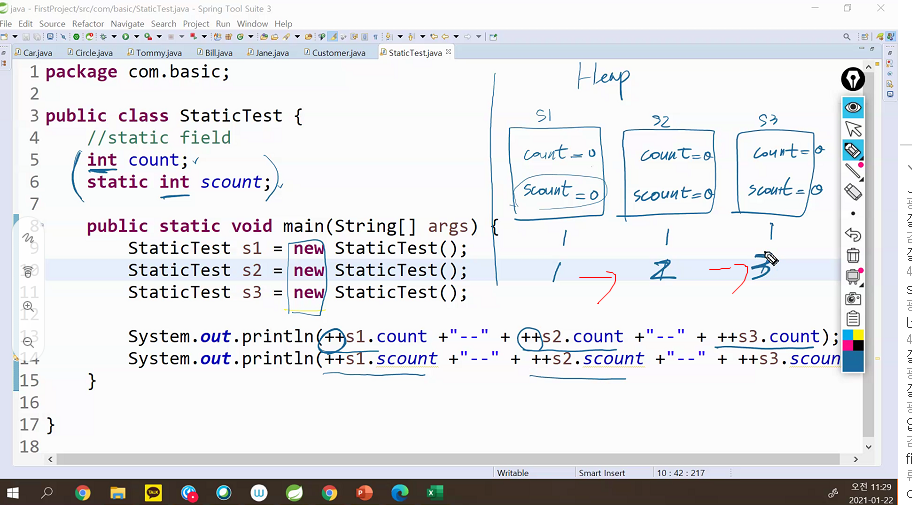 java - FirstProject/src/com/basic/StaticTest.java - Spring Tool Suite 3
File Edit Source Refactor Navigate Search Project Run Window Help
Car.java Circle.java Tommy.java Bill.java Jane.java Customer.java StaticTest.java
1 package com.basic;
2
3 public class StaticTest {
4 //static field
5 int count;
6 static int scount;
7
8 public static void main(String[] args) {
9 StaticTest s1 = new StaticTest();
10 StaticTest s2 = new StaticTest();
11 StaticTest s3 = new StaticTest();
13 System.out.println(++s1.count +"--" + ++s2.count +"--" + ++s3.count);
14 System.out.println(++s1.scount +"--" + ++s2.scount +"--" + ++s3.scoun
15 }
16
17 }
18
Heap
s1 s2 s3
count=0 count=0 count=0
scount=0 scount=0 scount=0
1 1 1
1 2 3
Writable Smart Insert 10 : 42 : 217
오전 11:29
2021-01-22